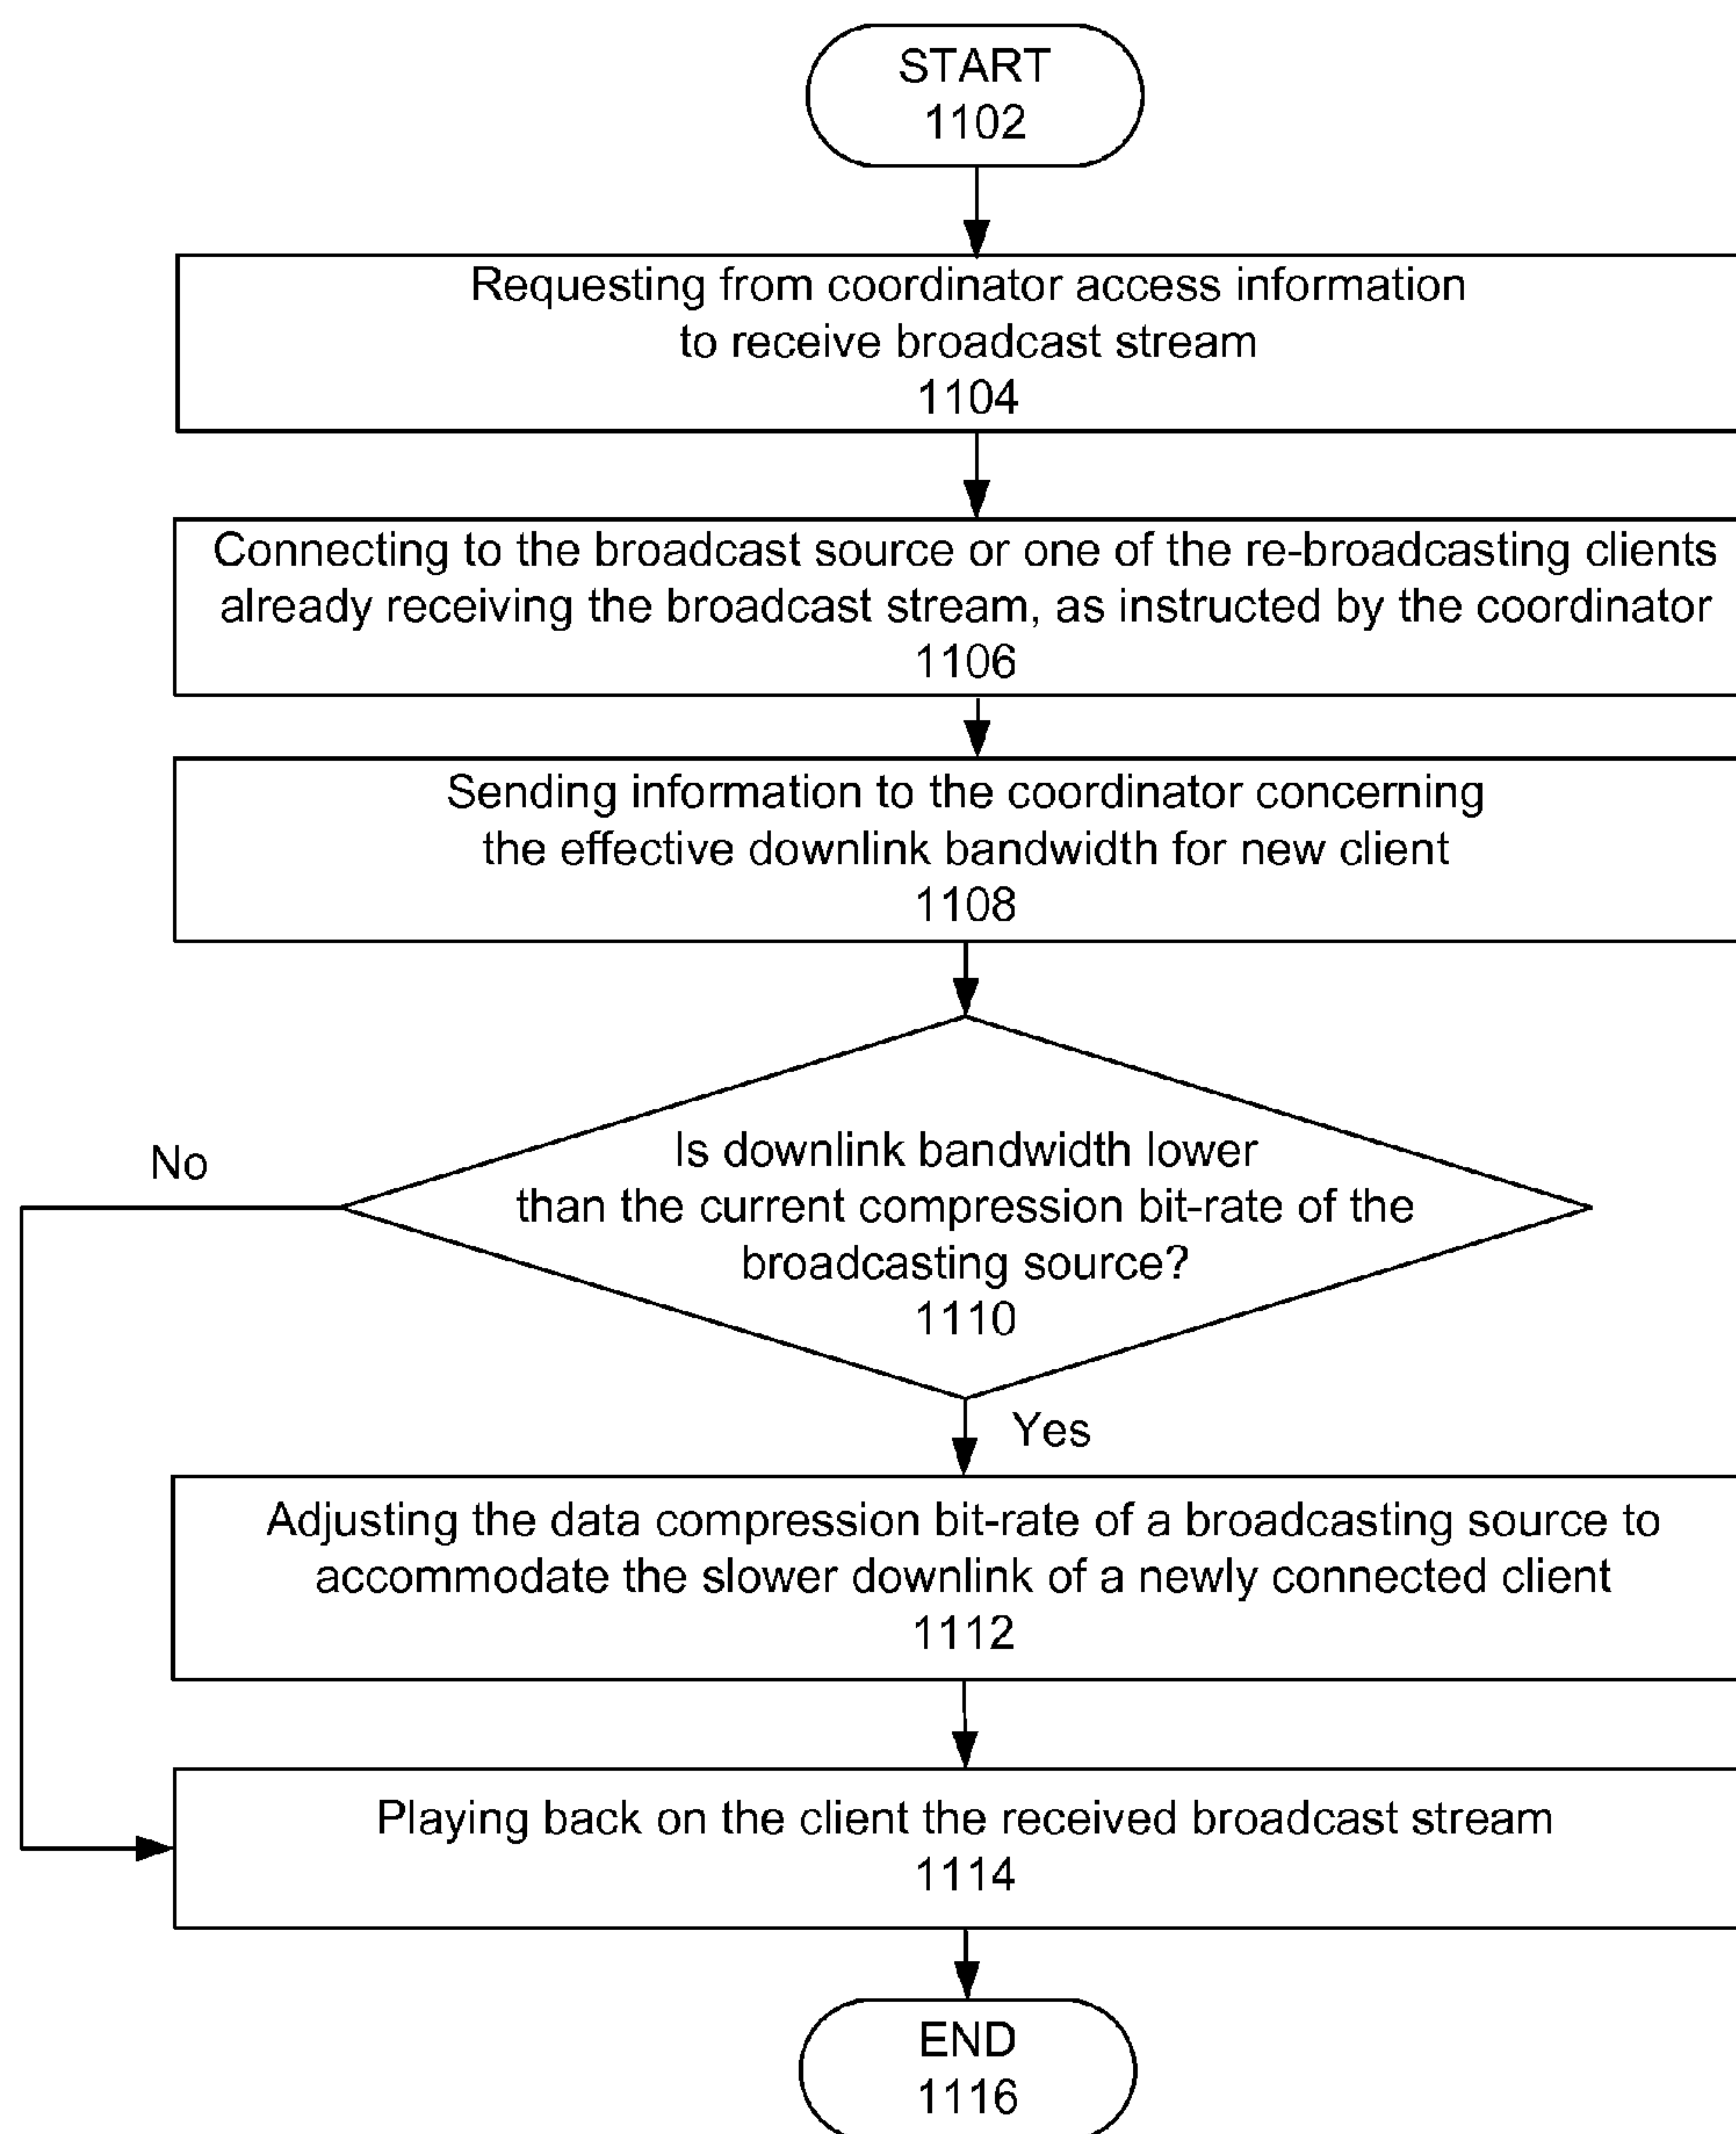 START
1102
Requesting from coordinator access information
to receive broadcast stream
1104
Connecting to the broadcast source or one of the re-broadcasting clients
already receiving the broadcast stream, as instructed by the coordinator
1106
Sending information to the coordinator concerning
the effective downlink bandwidth for new client
1108
No
Is downlink bandwidth lower
than the current compression bit-rate of the
broadcasting source?
1110
Yes
Adjusting the data compression bit-rate of a broadcasting source to
accommodate the slower downlink of a newly connected client
1112
Playing back on the client the received broadcast stream
1114
END
1116